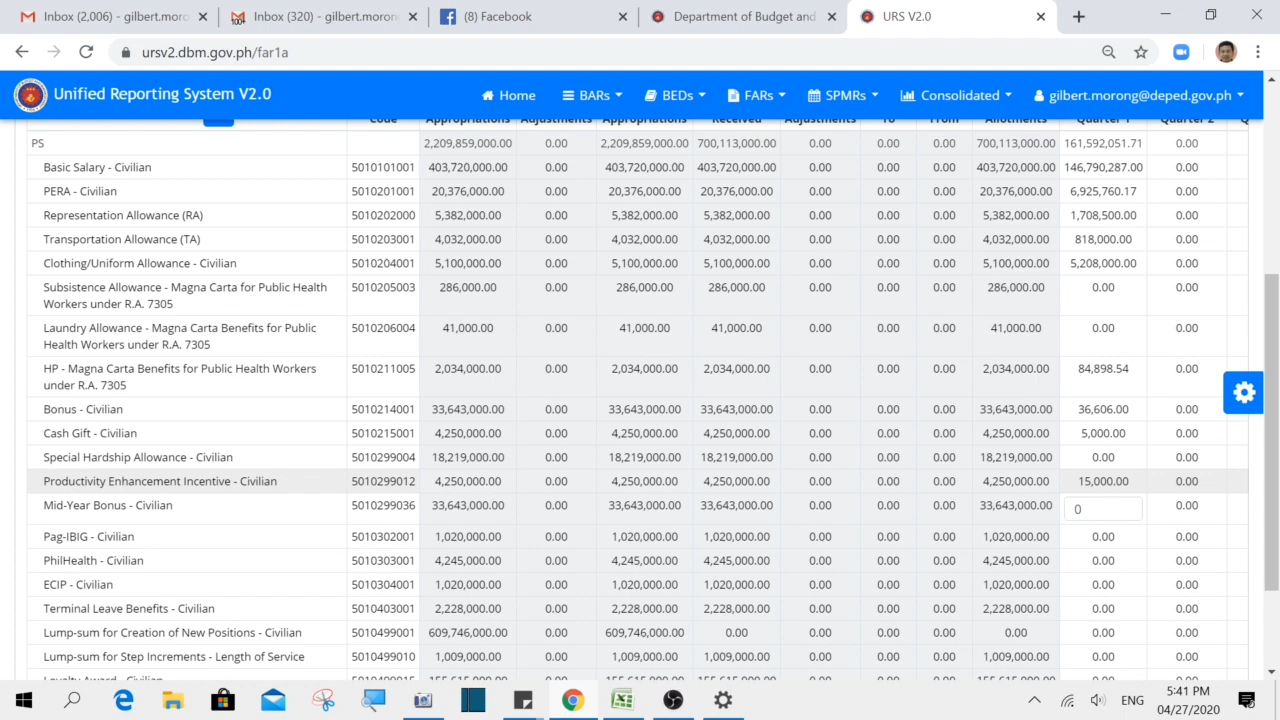 Inbox (2,006) - gilbert.moro
Inbox (320) - gilbert.moron
(8) Facebook
Department of Budget and
URS V2.0
ursv2.dbm.gov.ph/far1a
Unified Reporting System V2.0
Home
BARs
BEDs
FARs
SPMRs
Consolidated
gilbert.morong@deped.gov.ph
Code Appropriations Adjustments Appropriations Received Adjustments To From Allotments Quarter 1 Quarter 2
PS 2,209,859,000.00 0.00 2,209,859,000.00 700,113,000.00 0.00 0.00 0.00 700,113,000.00 161,592,051.71 0.00
Basic Salary - Civilian 5010101001 403,720,000.00 0.00 403,720,000.00 403,720,000.00 0.00 0.00 0.00 403,720,000.00 146,790,287.00 0.00
PERA - Civilian 5010201001 20,376,000.00 0.00 20,376,000.00 20,376,000.00 0.00 0.00 0.00 20,376,000.00 6,925,760.17 0.00
Representation Allowance (RA) 5010202000 5,382,000.00 0.00 5,382,000.00 5,382,000.00 0.00 0.00 0.00 5,382,000.00 1,708,500.00 0.00
Transportation Allowance (TA) 5010203001 4,032,000.00 0.00 4,032,000.00 4,032,000.00 0.00 0.00 0.00 4,032,000.00 818,000.00 0.00
Clothing/Uniform Allowance - Civilian 5010204001 5,100,000.00 0.00 5,100,000.00 5,100,000.00 0.00 0.00 0.00 5,100,000.00 5,208,000.00 0.00
Subsistence Allowance - Magna Carta for Public Health 5010205003 286,000.00 0.00 286,000.00 286,000.00 0.00 0.00 0.00 286,000.00 0.00 0.00
Workers under R.A. 7305
Laundry Allowance - Magna Carta Benefits for Public 5010206004 41,000.00 0.00 41,000.00 41,000.00 0.00 0.00 0.00 41,000.00 0.00 0.00
Health Workers under R.A. 7305
HP - Magna Carta Benefits for Public Health Workers 5010211005 2,034,000.00 0.00 2,034,000.00 2,034,000.00 0.00 0.00 0.00 2,034,000.00 84,898.54 0.00
under R.A. 7305
Bonus - Civilian 5010214001 33,643,000.00 0.00 33,643,000.00 33,643,000.00 0.00 0.00 0.00 33,643,000.00 36,606.00 0.00
Cash Gift - Civilian 5010215001 4,250,000.00 0.00 4,250,000.00 4,250,000.00 0.00 0.00 0.00 4,250,000.00 5,000.00 0.00
Special Hardship Allowance - Civilian 5010299004 18,219,000.00 0.00 18,219,000.00 18,219,000.00 0.00 0.00 0.00 18,219,000.00 0.00 0.00
Productivity Enhancement Incentive - Civilian 5010299012 4,250,000.00 0.00 4,250,000.00 4,250,000.00 0.00 0.00 0.00 4,250,000.00 15,000.00 0.00
Mid-Year Bonus - Civilian 5010299036 33,643,000.00 0.00 33,643,000.00 33,643,000.00 0.00 0.00 0.00 33,643,000.00 0 0.00
Pag-IBIG - Civilian 5010302001 1,020,000.00 0.00 1,020,000.00 1,020,000.00 0.00 0.00 0.00 1,020,000.00 0.00 0.00
PhilHealth - Civilian 5010303001 4,245,000.00 0.00 4,245,000.00 4,245,000.00 0.00 0.00 0.00 4,245,000.00 0.00 0.00
ECIP - Civilian 5010304001 1,020,000.00 0.00 1,020,000.00 1,020,000.00 0.00 0.00 0.00 1,020,000.00 0.00 0.00
Terminal Leave Benefits - Civilian 5010403001 2,228,000.00 0.00 2,228,000.00 2,228,000.00 0.00 0.00 0.00 2,228,000.00 0.00 0.00
Lump-sum for Creation of New Positions - Civilian 5010499001 609,746,000.00 0.00 609,746,000.00 0.00 0.00 0.00 0.00 0.00 0.00 0.00
Lump-sum for Step Increments - Length of Service 5010499010 1,009,000.00 0.00 1,009,000.00 1,009,000.00 0.00 0.00 0.00 1,009,000.00 0.00 0.00
Loyalty Award - Civilian 5010499015
ENG
5:41 PM
04/27/2020